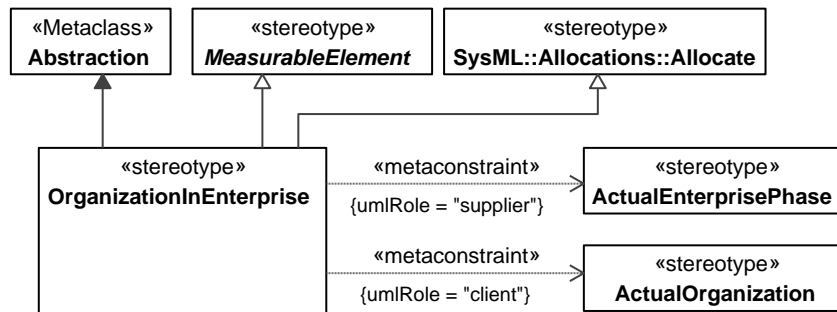 «Metaclass»
Abstraction
«stereotype»
MeasurableElement
«stereotype»
SysML::Allocations::Allocate
«stereotype»
OrganizationInEnterprise
«metaconstraint»
{umlRole = "supplier"}
«stereotype»
ActualEnterprisePhase
«metaconstraint»
{umlRole = "client"}
«stereotype»
ActualOrganization